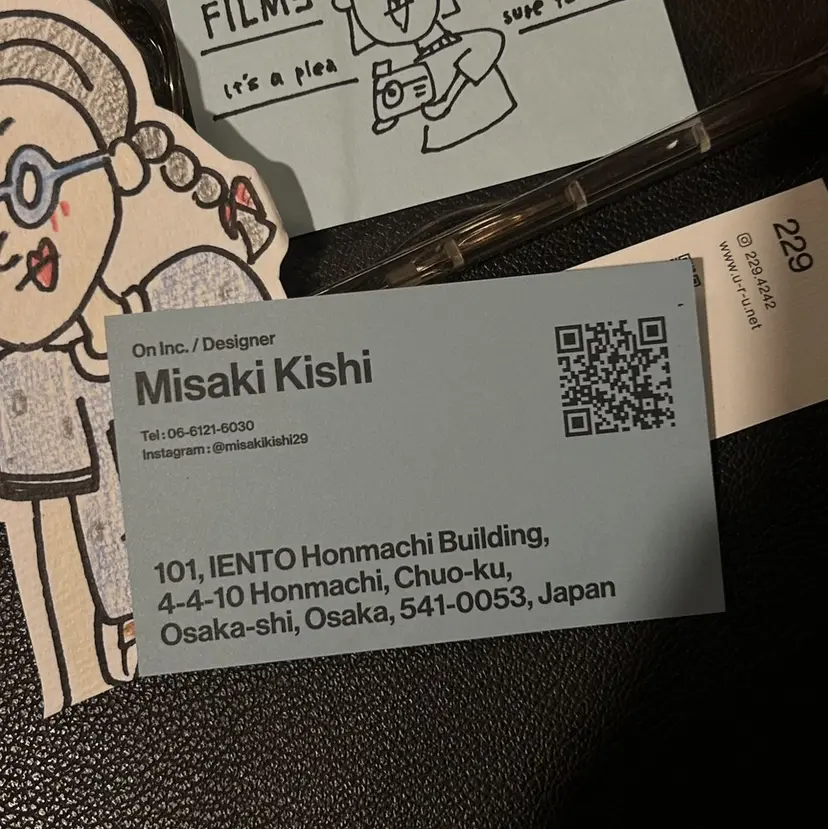 FILMS
it's a plea
sure to
229
229.4242
www.u-r-u.net
On Inc. / Designer
Misaki Kishi
Tel : 06-6121-6030
Instagram : @misakikishi29
101, IENTO Honmachi Building,
4-4-10 Honmachi, Chuo-ku,
Osaka-shi, Osaka, 541-0053, Japan